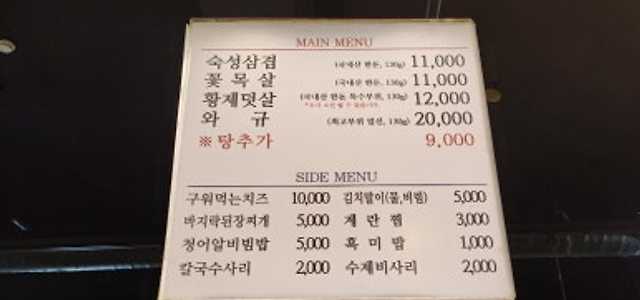 MAIN MENU
숙성삼겹 (국내산 한돈, 130g) 11,000
꽃목살 (국내산 한돈, 130g) 11,000
황제덧살 (국내산 한돈 특수부위, 130g) 12,000
와 규 (최고부위 엄선, 130g) 20,000
※탕추가 9,000
SIDE MENU
구워먹는치즈 10,000 김치말이(물,비빔) 5,000
바지락된장찌개 5,000 계란찜 3,000
청어알비빔밥 5,000 흑미밥 1,000
칼국수사리 2,000 수제비사리 2,000